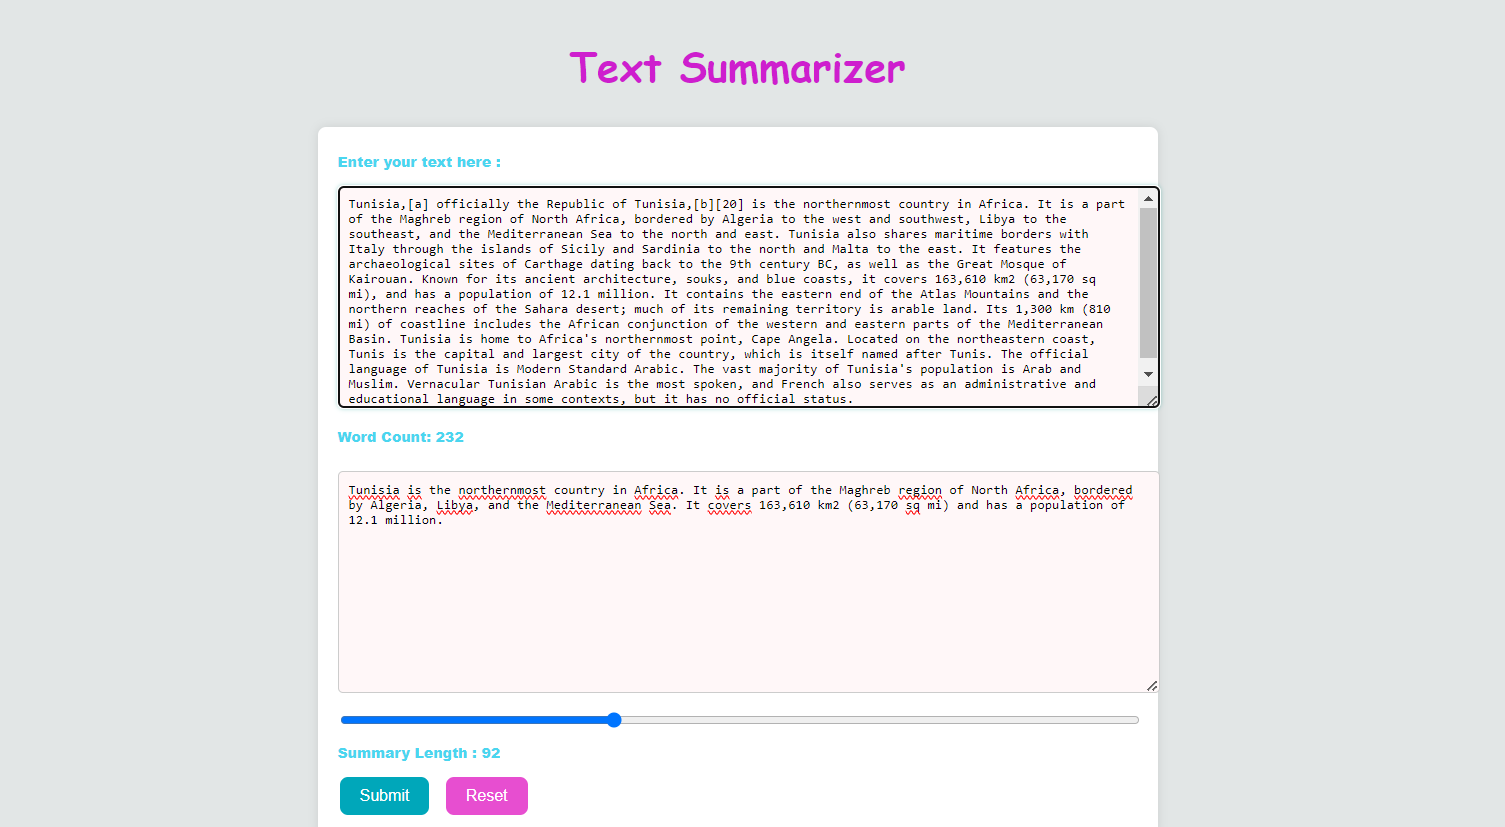 Text Summarizer
Enter your text here :
Tunisia,[a] officially the Republic of Tunisia,[b][20] is the northernmost country in Africa. It is a part
of the Maghreb region of North Africa, bordered by Algeria to the west and southwest, Libya to the
southeast, and the Mediterranean Sea to the north and east. Tunisia also shares maritime borders with
Italy through the islands of Sicily and Sardinia to the north and Malta to the east. It features the
archaeological sites of Carthage dating back to the 9th century BC, as well as the Great Mosque of
Kairouan. Known for its ancient architecture, souks, and blue coasts, it covers 163,610 km2 (63,170 sq
mi), and has a population of 12.1 million. It contains the eastern end of the Atlas Mountains and the
northern reaches of the Sahara desert; much of its remaining territory is arable land. Its 1,300 km (810
mi) of coastline includes the African conjunction of the western and eastern parts of the Mediterranean
Basin. Tunisia is home to Africa's northernmost point, Cape Angela. Located on the northeastern coast,
Tunis is the capital and largest city of the country, which is itself named after Tunis. The official
language of Tunisia is Modern Standard Arabic. The vast majority of Tunisia's population is Arab and
Muslim. Vernacular Tunisian Arabic is the most spoken, and French also serves as an administrative and
educational language in some contexts, but it has no official status.
Word Count: 232
Tunisia is the northernmost country in Africa. It is a part of the Maghreb region of North Africa, bordered
by Algeria, Libya, and the Mediterranean Sea. It covers 163,610 km2 (63,170 sq mi) and has a population of
12.1 million.
Summary Length : 92
Submit
Reset